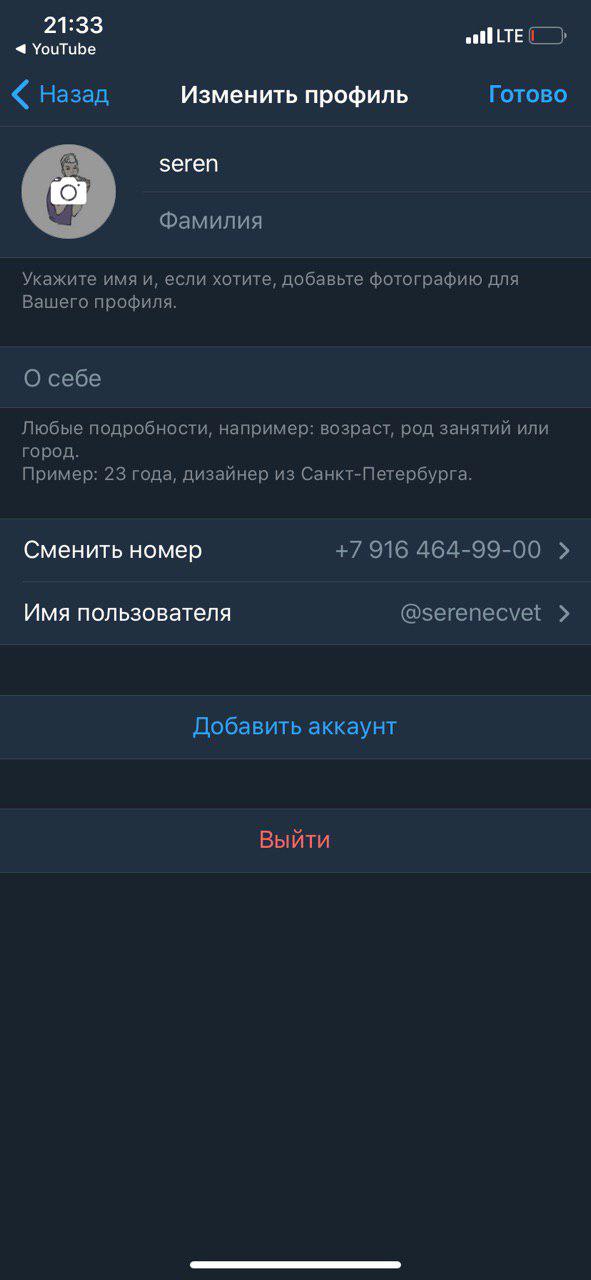 21:33
◀ YouTube
LTE
Назад
Изменить профиль
Готово
seren
Фамилия
Укажите имя и, если хотите, добавьте фотографию для
Вашего профиля.
О себе
Любые подробности, например: возраст, род занятий или
город.
Пример: 23 года, дизайнер из Санкт-Петербурга.
Сменить номер +7 916 464-99-00
Имя пользователя @serenecvet
Добавить аккаунт
Выйти